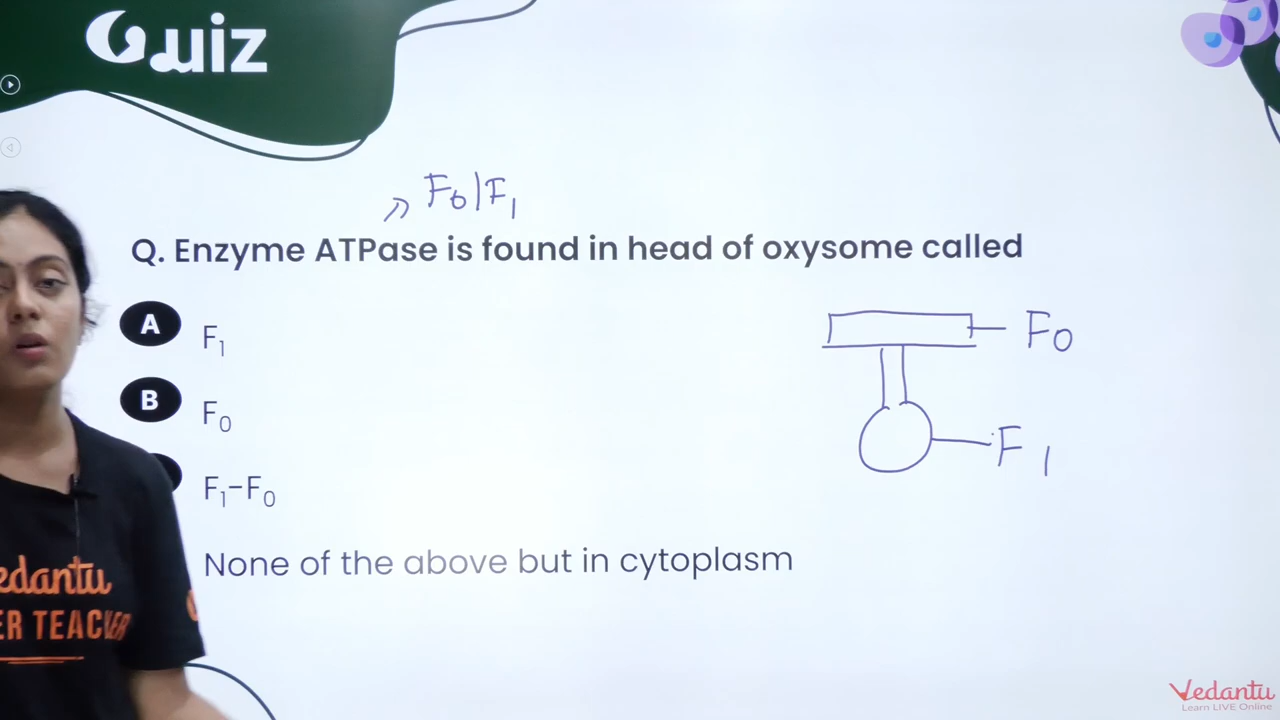 Quiz
F₀|F₁
Q. Enzyme ATPase is found in head of oxysome called
A F₁
B F₀
F₁-F₀
None of the above but in cytoplasm
F₀
F₁
edantu
ER TEACHER
Vedantu
Learn LIVE Online